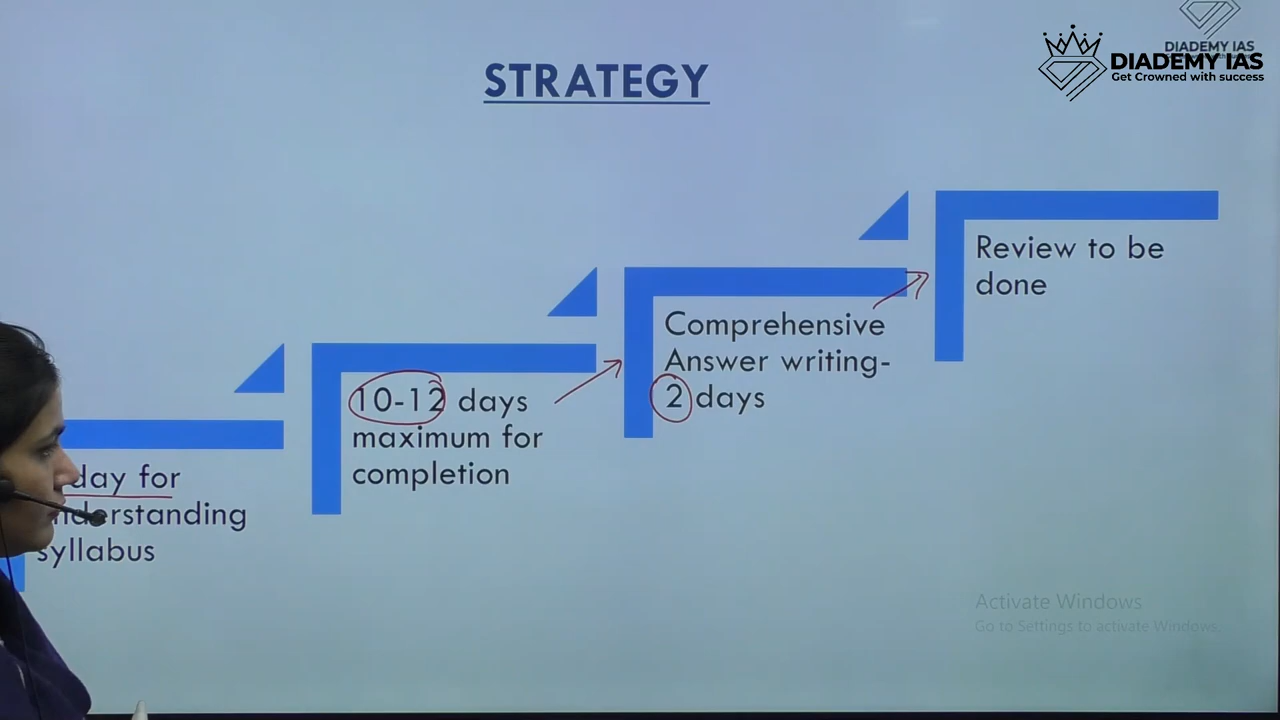 DIADEMY IAS
DIADEMY IAS
Get Crowned with success
STRATEGY
Review to be
done
Comprehensive
Answer writing-
2 days
10-12 days
maximum for
completion
day for
understanding
syllabus
Activate Windows
Go to Settings to activate Windows.